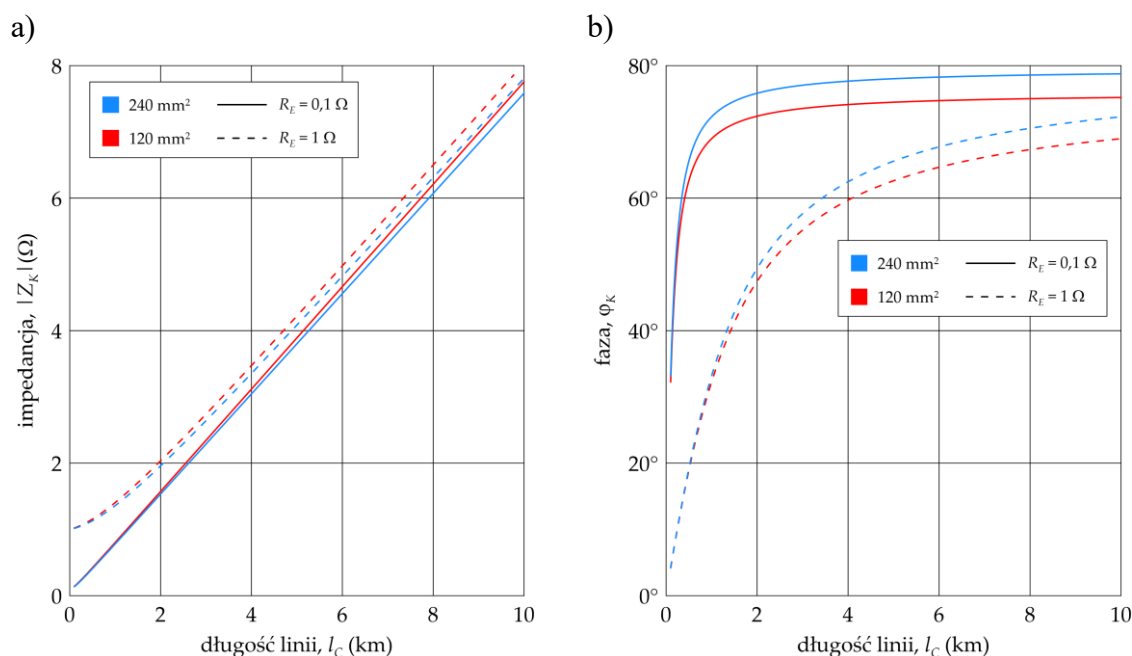 a)
8
6
4
2
0
0 2 4 6 8 10
impedancja, |Z_K| (Ω)
długość linii, l_C (km)
240 mm² R_E = 0,1 Ω
120 mm² R_E = 1 Ω
b)
80°
60°
40°
20°
0°
0 2 4 6 8 10
faza, φ_K
długość linii, l_C (km)
240 mm² R_E = 0,1 Ω
120 mm² R_E = 1 Ω